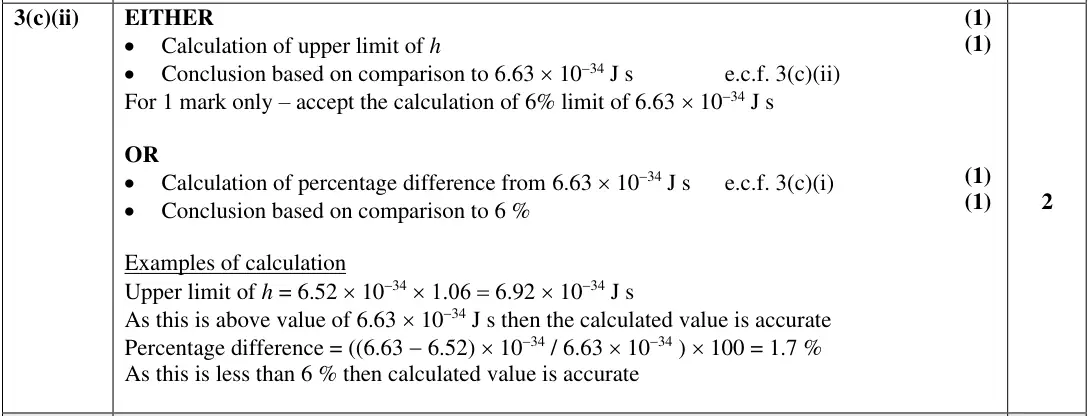 3(c)(ii) EITHER (1)
• Calculation of upper limit of h (1)
• Conclusion based on comparison to 6.63 × 10⁻³⁴ J s e.c.f. 3(c)(ii)
For 1 mark only – accept the calculation of 6% limit of 6.63 × 10⁻³⁴ J s
OR
• Calculation of percentage difference from 6.63 × 10⁻³⁴ J s e.c.f. 3(c)(i) (1)
• Conclusion based on comparison to 6 % (1) 2
Examples of calculation
Upper limit of h = 6.52 × 10⁻³⁴ × 1.06 = 6.92 × 10⁻³⁴ J s
As this is above value of 6.63 × 10⁻³⁴ J s then the calculated value is accurate
Percentage difference = ((6.63 – 6.52) × 10⁻³⁴ / 6.63 × 10⁻³⁴ ) × 100 = 1.7 %
As this is less than 6 % then calculated value is accurate